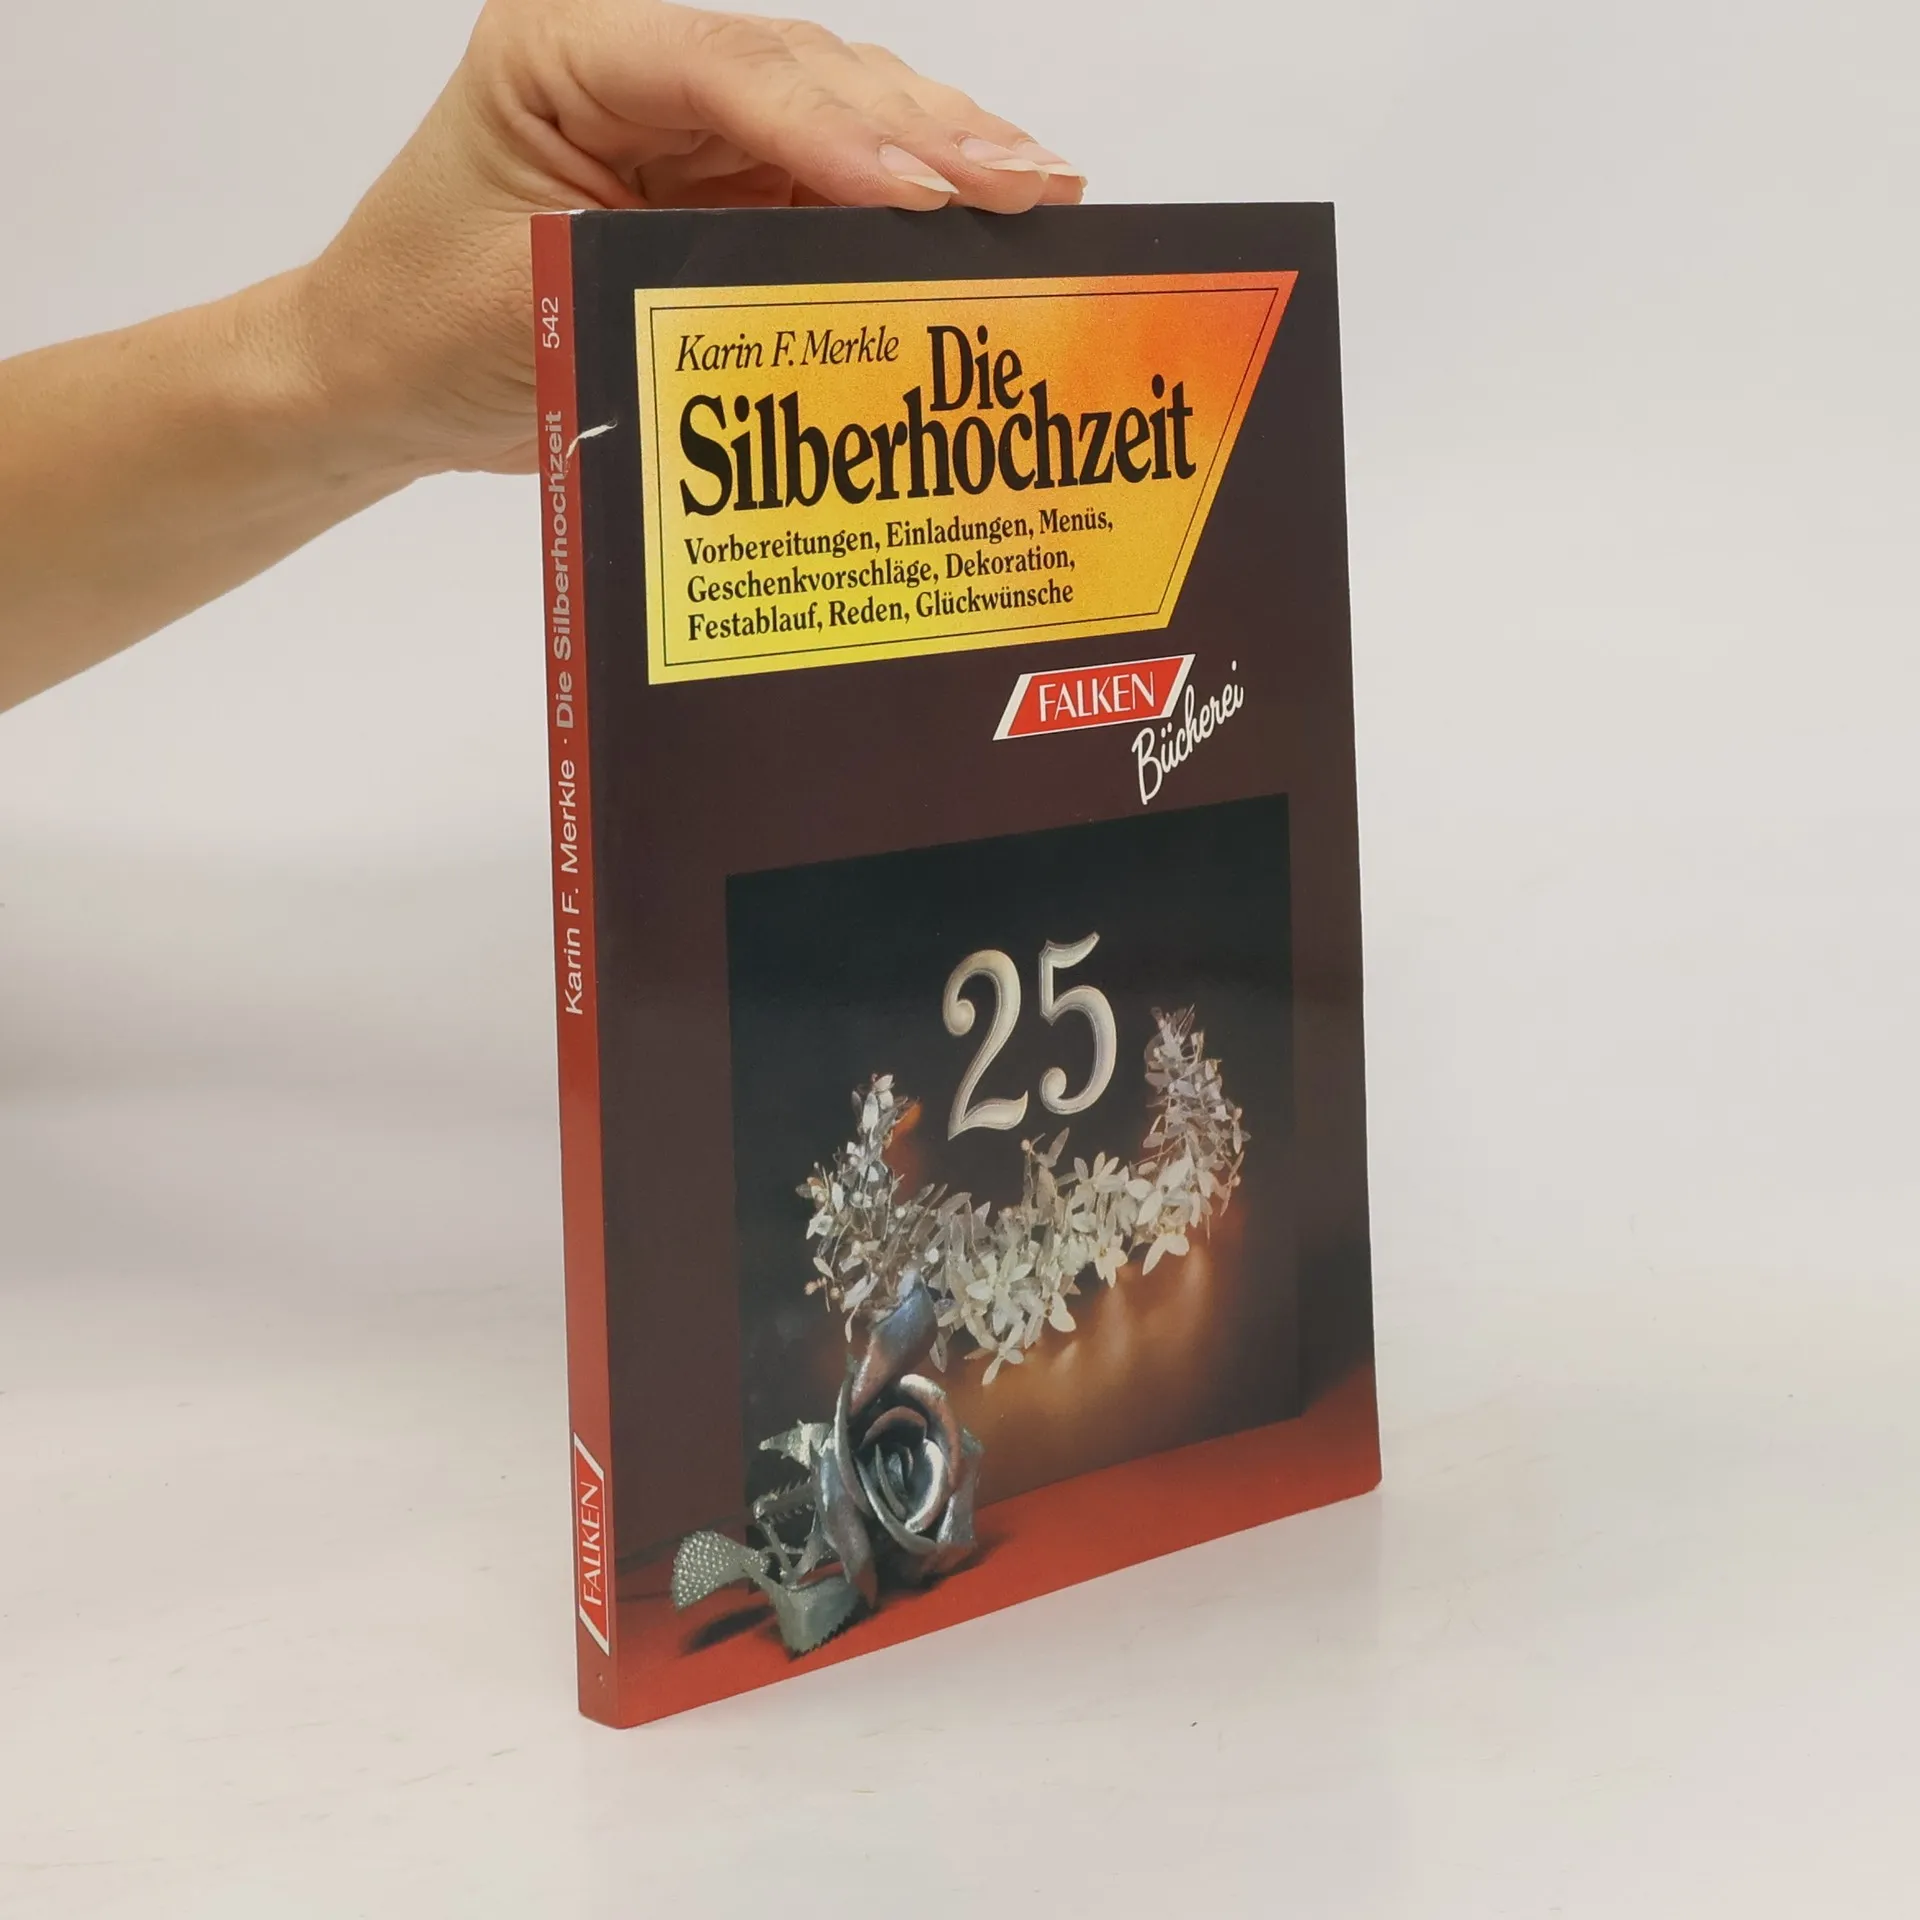 Karin F. Merkle
Die
Silberhochzeit
Vorbereitungen, Einladungen, Menüs,
Geschenkvorschläge, Dekoration,
Festablauf, Reden, Glückwünsche
FALKEN
Bücherei
25
Karin F. Merkle · Die Silberhochzeit 542
FALKEN